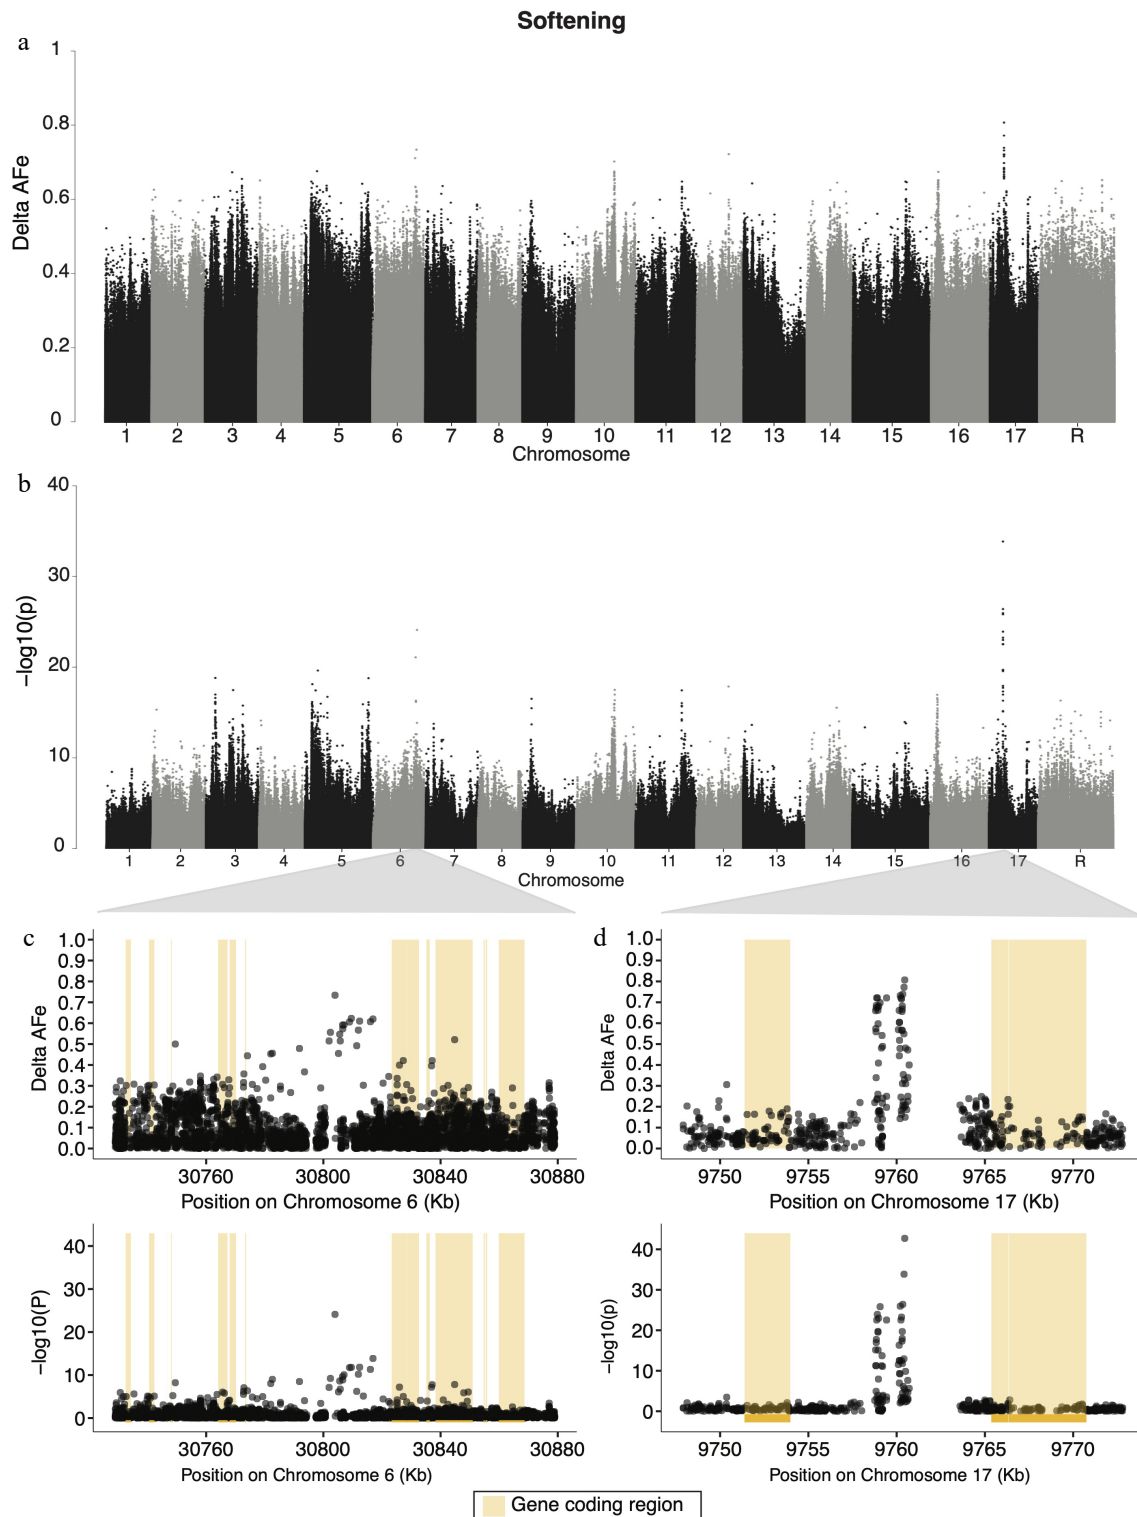 Softening
a
1
0.8
0.6
0.4
0.2
0
Delta AFe
1 2 3 4 5 6 7 8 9 10 11 12 13 14 15 16 17 R
Chromosome
b
40
30
20
10
0
−log10(p)
1 2 3 4 5 6 7 8 9 10 11 12 13 14 15 16 17 R
Chromosome
c
1.0
0.9
0.8
0.7
0.6
0.5
0.4
0.3
0.2
0.1
0.0
Delta AFe
30760 30800 30840 30880
Position on Chromosome 6 (Kb)
40
30
20
10
0
−log10(P)
30760 30800 30840 30880
Position on Chromosome 6 (Kb)
d
1.0
0.9
0.8
0.7
0.6
0.5
0.4
0.3
0.2
0.1
0.0
Delta AFe
9750 9755 9760 9765 9770
Position on Chromosome 17 (Kb)
40
30
20
10
0
−log10(p)
9750 9755 9760 9765 9770
Position on Chromosome 17 (Kb)
Gene coding region